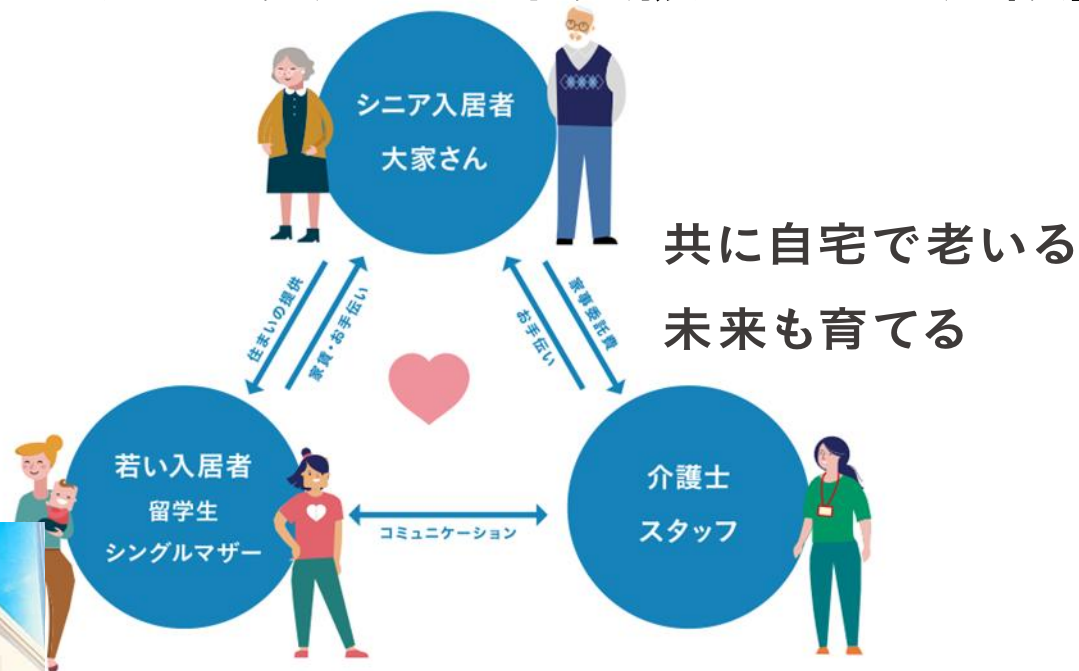 シニア入居者
大家さん
共に自宅で老いる
未来も育てる
住まいの提供
家賃・お手伝い
お手伝い
家事委託費
若い入居者
留学生
シングルマザー
コミュニケーション
介護士
スタッフ